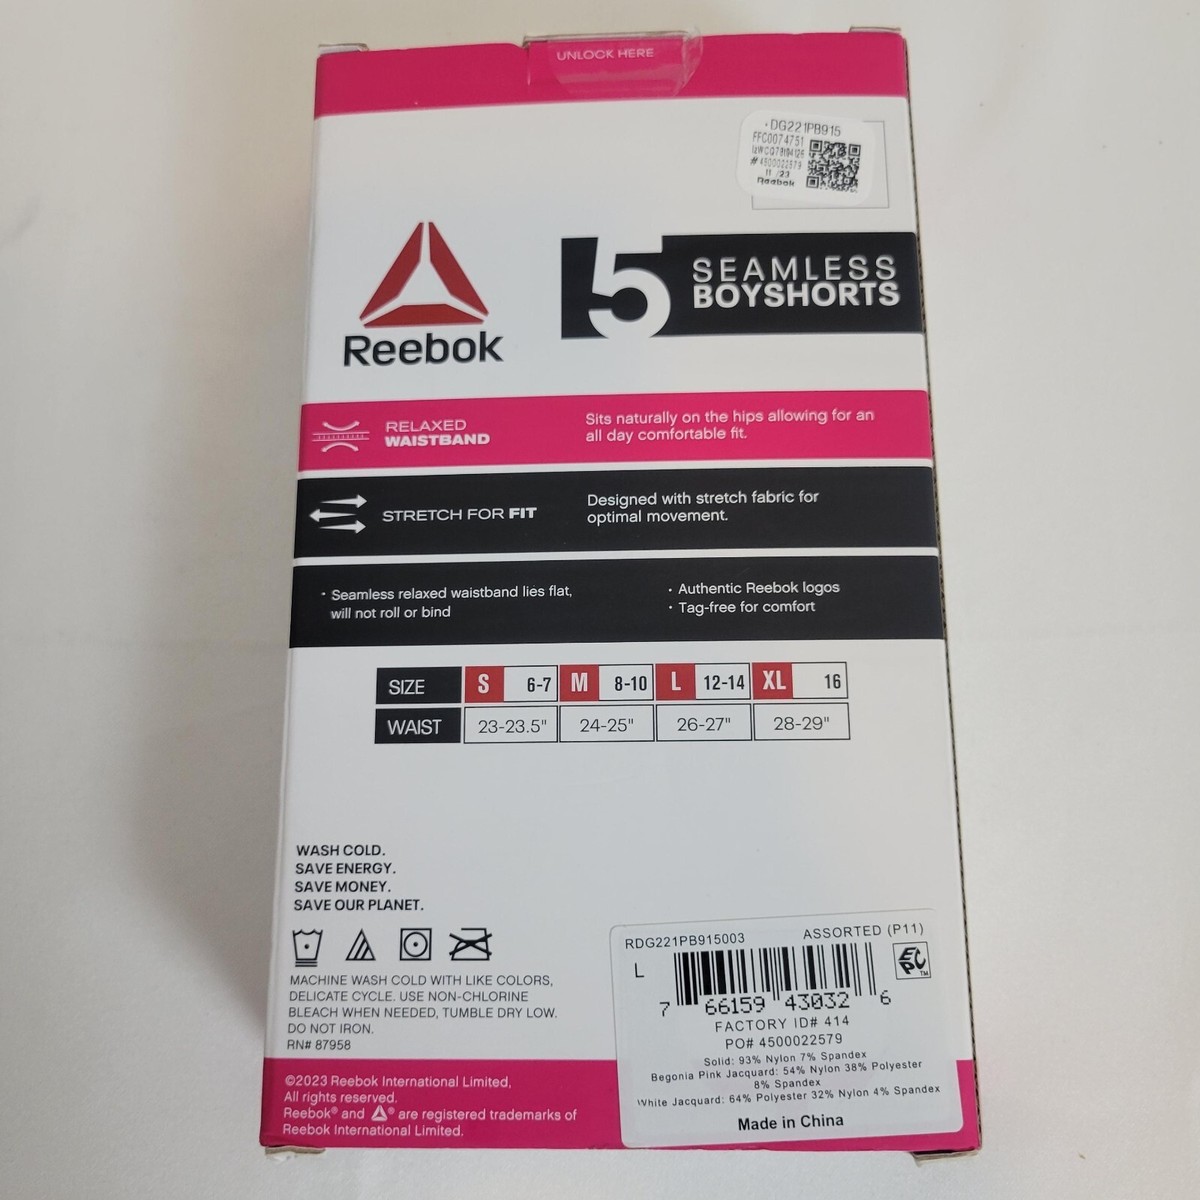 UNLOCK HERE
DG221PB915
FFC0074751
#4500022579
11 /23
Reebok
Reebok
5 SEAMLESS
BOYSHORTS
RELAXED
WAISTBAND
Sits naturally on the hips allowing for an
all day comfortable fit.
STRETCH FOR FIT
Designed with stretch fabric for
optimal movement.
• Seamless relaxed waistband lies flat,
will not roll or bind
• Authentic Reebok logos
• Tag-free for comfort
SIZE S 6-7 M 8-10 L 12-14 XL 16
WAIST 23-23.5" 24-25" 26-27" 28-29"
WASH COLD.
SAVE ENERGY.
SAVE MONEY.
SAVE OUR PLANET.
MACHINE WASH COLD WITH LIKE COLORS,
DELICATE CYCLE. USE NON-CHLORINE
BLEACH WHEN NEEDED, TUMBLE DRY LOW.
DO NOT IRON.
RN# 87958
©2023 Reebok International Limited,
All rights reserved.
Reebok® and ® are registered trademarks of
Reebok International Limited.
RDG221PB915003 ASSORTED (P11)
L
EPC TM
7 66159 43032 6
FACTORY ID# 414
PO# 4500022579
Solid: 93% Nylon 7% Spandex
Begonia Pink Jacquard: 54% Nylon 38% Polyester
8% Spandex
White Jacquard: 64% Polyester 32% Nylon 4% Spandex
Made in China